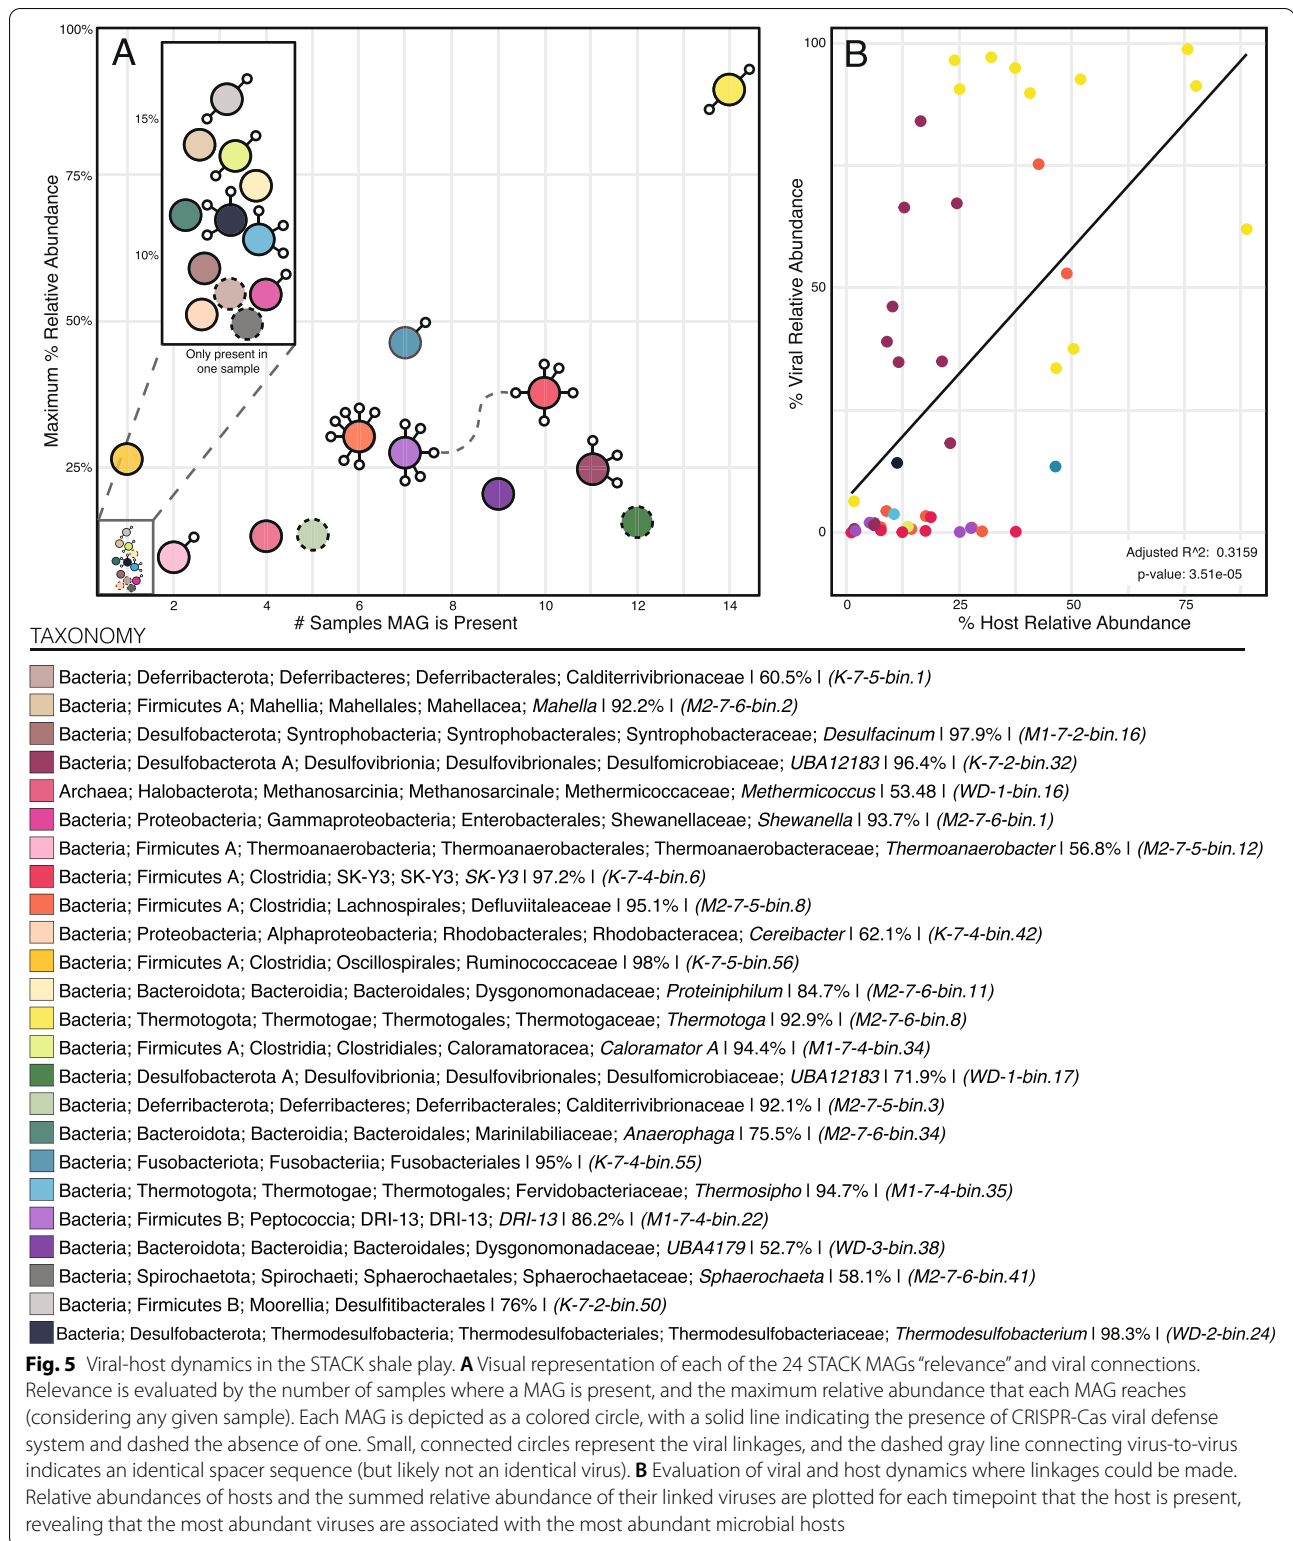 A
100%
75%
50%
25%
Maximum % Relative Abundance
15%
10%
Only present in
one sample
2
4
6
8
10
12
14
# Samples MAG is Present
B
100
50
0
% Viral Relative Abundance
Adjusted R^2: 0.3159
p-value: 3.51e-05
0
25
50
75
% Host Relative Abundance
TAXONOMY
Bacteria; Deferribacterota; Deferribacteres; Deferribacterales; Calditerrivibrionaceae | 60.5% | (K-7-5-bin.1)
Bacteria; Firmicutes A; Mahellia; Mahellales; Mahellacea; Mahella | 92.2% | (M2-7-6-bin.2)
Bacteria; Desulfobacterota; Syntrophobacteria; Syntrophobacterales; Syntrophobacteraceae; Desulfacinum | 97.9% | (M1-7-2-bin.16)
Bacteria; Desulfobacterota A; Desulfovibrionia; Desulfovibrionales; Desulfomicrobiaceae; UBA12183 | 96.4% | (K-7-2-bin.32)
Archaea; Halobacterota; Methanosarcinia; Methanosarcinale; Methermicoccaceae; Methermicoccus | 53.48 | (WD-1-bin.16)
Bacteria; Proteobacteria; Gammaproteobacteria; Enterobacterales; Shewanellaceae; Shewanella | 93.7% | (M2-7-6-bin.1)
Bacteria; Firmicutes A; Thermoanaerobacteria; Thermoanaerobacterales; Thermoanaerobacteraceae; Thermoanaerobacter | 56.8% | (M2-7-5-bin.12)
Bacteria; Firmicutes A; Clostridia; SK-Y3; SK-Y3; SK-Y3 | 97.2% | (K-7-4-bin.6)
Bacteria; Firmicutes A; Clostridia; Lachnospirales; Defluviitaleaceae | 95.1% | (M2-7-5-bin.8)
Bacteria; Proteobacteria; Alphaproteobacteria; Rhodobacterales; Rhodobacteracea; Cereibacter | 62.1% | (K-7-4-bin.42)
Bacteria; Firmicutes A; Clostridia; Oscillospirales; Ruminococcaceae | 98% | (K-7-5-bin.56)
Bacteria; Bacteroidota; Bacteroidia; Bacteroidales; Dysgonomonadaceae; Proteiniphilum | 84.7% | (M2-7-6-bin.11)
Bacteria; Thermotogota; Thermotogae; Thermotogales; Thermotogaceae; Thermotoga | 92.9% | (M2-7-6-bin.8)
Bacteria; Firmicutes A; Clostridia; Clostridiales; Caloramatoracea; Caloramator A | 94.4% | (M1-7-4-bin.34)
Bacteria; Desulfobacterota A; Desulfovibrionia; Desulfovibrionales; Desulfomicrobiaceae; UBA12183 | 71.9% | (WD-1-bin.17)
Bacteria; Deferribacterota; Deferribacteres; Deferribacterales; Calditerrivibrionaceae | 92.1% | (M2-7-5-bin.3)
Bacteria; Bacteroidota; Bacteroidia; Bacteroidales; Marinilabiliaceae; Anaerophaga | 75.5% | (M2-7-6-bin.34)
Bacteria; Fusobacteriota; Fusobacteriia; Fusobacteriales | 95% | (K-7-4-bin.55)
Bacteria; Thermotogota; Thermotogae; Thermotogales; Fervidobacteriaceae; Thermosipho | 94.7% | (M1-7-4-bin.35)
Bacteria; Firmicutes B; Peptococcia; DRI-13; DRI-13; DRI-13 | 86.2% | (M1-7-4-bin.22)
Bacteria; Bacteroidota; Bacteroidia; Bacteroidales; Dysgonomonadaceae; UBA4179 | 52.7% | (WD-3-bin.38)
Bacteria; Spirochaetota; Spirochaeti; Sphaerochaetales; Sphaerochaetaceae; Sphaerochaeta | 58.1% | (M2-7-6-bin.41)
Bacteria; Firmicutes B; Moorellia; Desulfitibacterales | 76% | (K-7-2-bin.50)
Bacteria; Desulfobacterota; Thermodesulfobacteria; Thermodesulfobacteriales; Thermodesulfobacteriaceae; Thermodesulfobacterium | 98.3% | (WD-2-bin.24)
Fig. 5 Viral-host dynamics in the STACK shale play. A Visual representation of each of the 24 STACK MAGs “relevance” and viral connections.
Relevance is evaluated by the number of samples where a MAG is present, and the maximum relative abundance that each MAG reaches
(considering any given sample). Each MAG is depicted as a colored circle, with a solid line indicating the presence of CRISPR-Cas viral defense
system and dashed the absence of one. Small, connected circles represent the viral linkages, and the dashed gray line connecting virus-to-virus
indicates an identical spacer sequence (but likely not an identical virus). B Evaluation of viral and host dynamics where linkages could be made.
Relative abundances of hosts and the summed relative abundance of their linked viruses are plotted for each timepoint that the host is present,
revealing that the most abundant viruses are associated with the most abundant microbial hosts